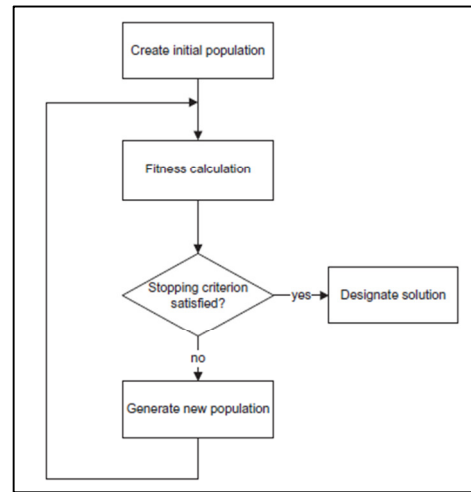 Create initial population
Fitness calculation
Stopping criterion
satisfied?
yes
Designate solution
no
Generate new population